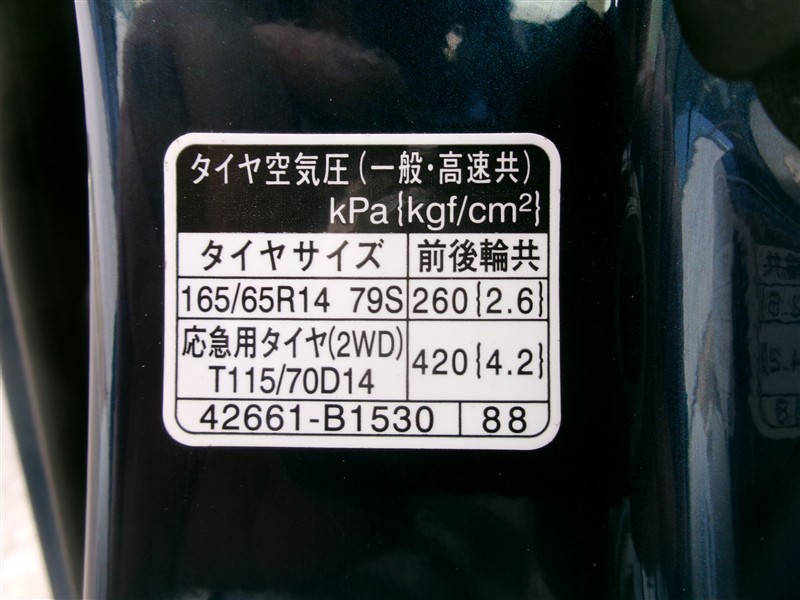 タイヤ空気圧(一般・高速共)
kPa{kgf/cm²}
タイヤサイズ 前後輪共
165/65R14 79S 260{2.6}
応急用タイヤ(2WD)
T115/70D14 420{4.2}
42661-B1530 88